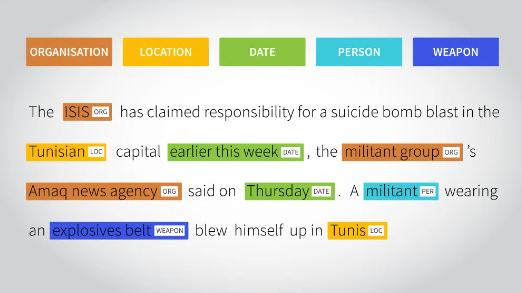 ORGANISATION LOCATION DATE PERSON WEAPON
The ISIS ORG has claimed responsibility for a suicide bomb blast in the
Tunisian LOC capital earlier this week DATE , the militant group ORG 's
Amaq news agency ORG said on Thursday DATE . A militant PER wearing
an explosives belt WEAPON blew himself up in Tunis LOC